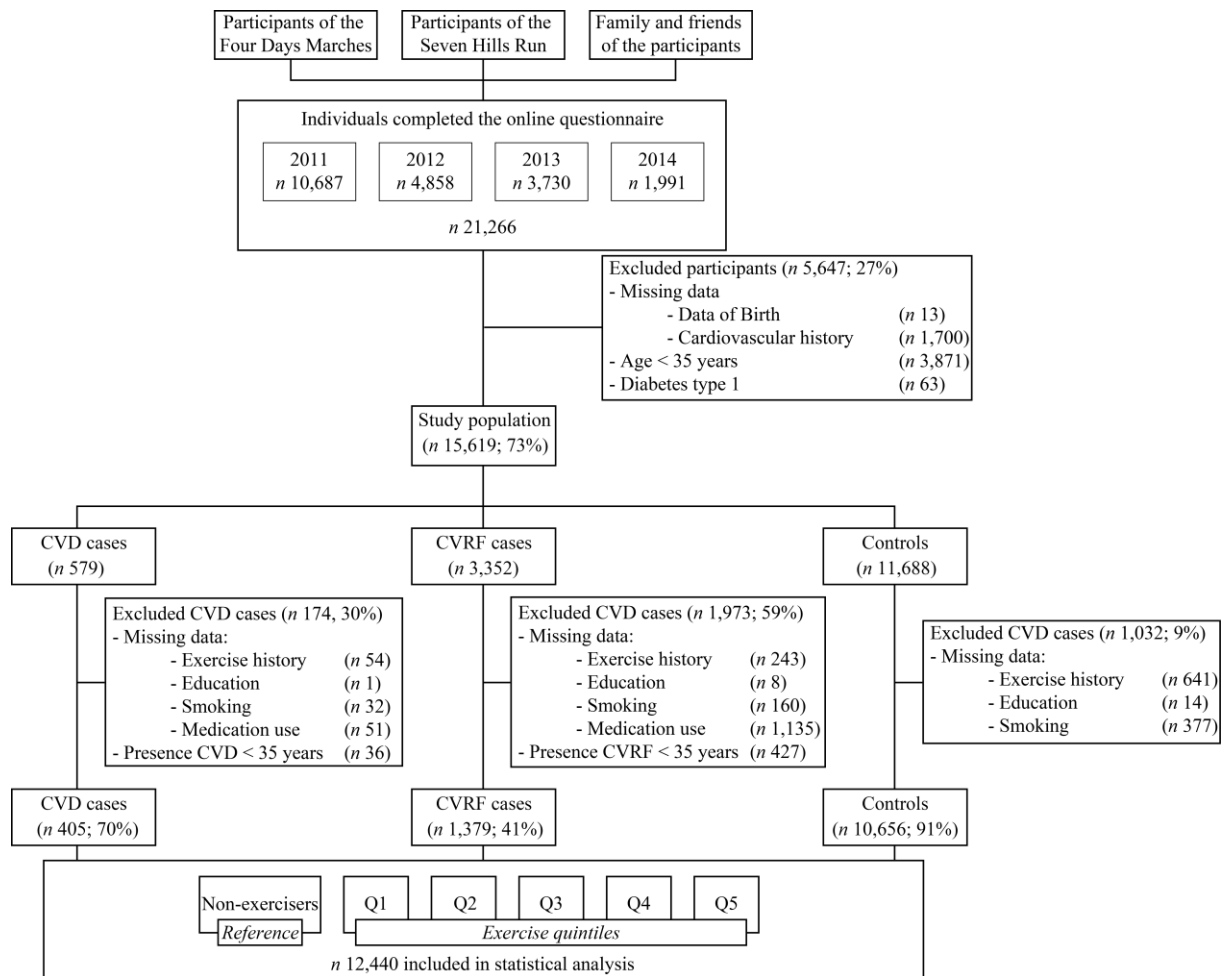 Participants of the
Four Days Marches
Participants of the
Seven Hills Run
Family and friends
of the participants
Individuals completed the online questionnaire
2011
n 10,687
2012
n 4,858
2013
n 3,730
2014
n 1,991
n 21,266
Excluded participants (n 5,647; 27%)
- Missing data
- Data of Birth (n 13)
- Cardiovascular history (n 1,700)
- Age < 35 years (n 3,871)
- Diabetes type 1 (n 63)
Study population
(n 15,619; 73%)
CVD cases
(n 579)
CVRF cases
(n 3,352)
Controls
(n 11,688)
Excluded CVD cases (n 174, 30%)
- Missing data:
- Exercise history (n 54)
- Education (n 1)
- Smoking (n 32)
- Medication use (n 51)
- Presence CVD < 35 years (n 36)
Excluded CVD cases (n 1,973; 59%)
- Missing data:
- Exercise history (n 243)
- Education (n 8)
- Smoking (n 160)
- Medication use (n 1,135)
- Presence CVRF < 35 years (n 427)
Excluded CVD cases (n 1,032; 9%)
- Missing data:
- Exercise history (n 641)
- Education (n 14)
- Smoking (n 377)
CVD cases
(n 405; 70%)
CVRF cases
(n 1,379; 41%)
Controls
(n 10,656; 91%)
Non-exercisers
Reference
Q1
Q2
Q3
Q4
Q5
Exercise quintiles
n 12,440 included in statistical analysis